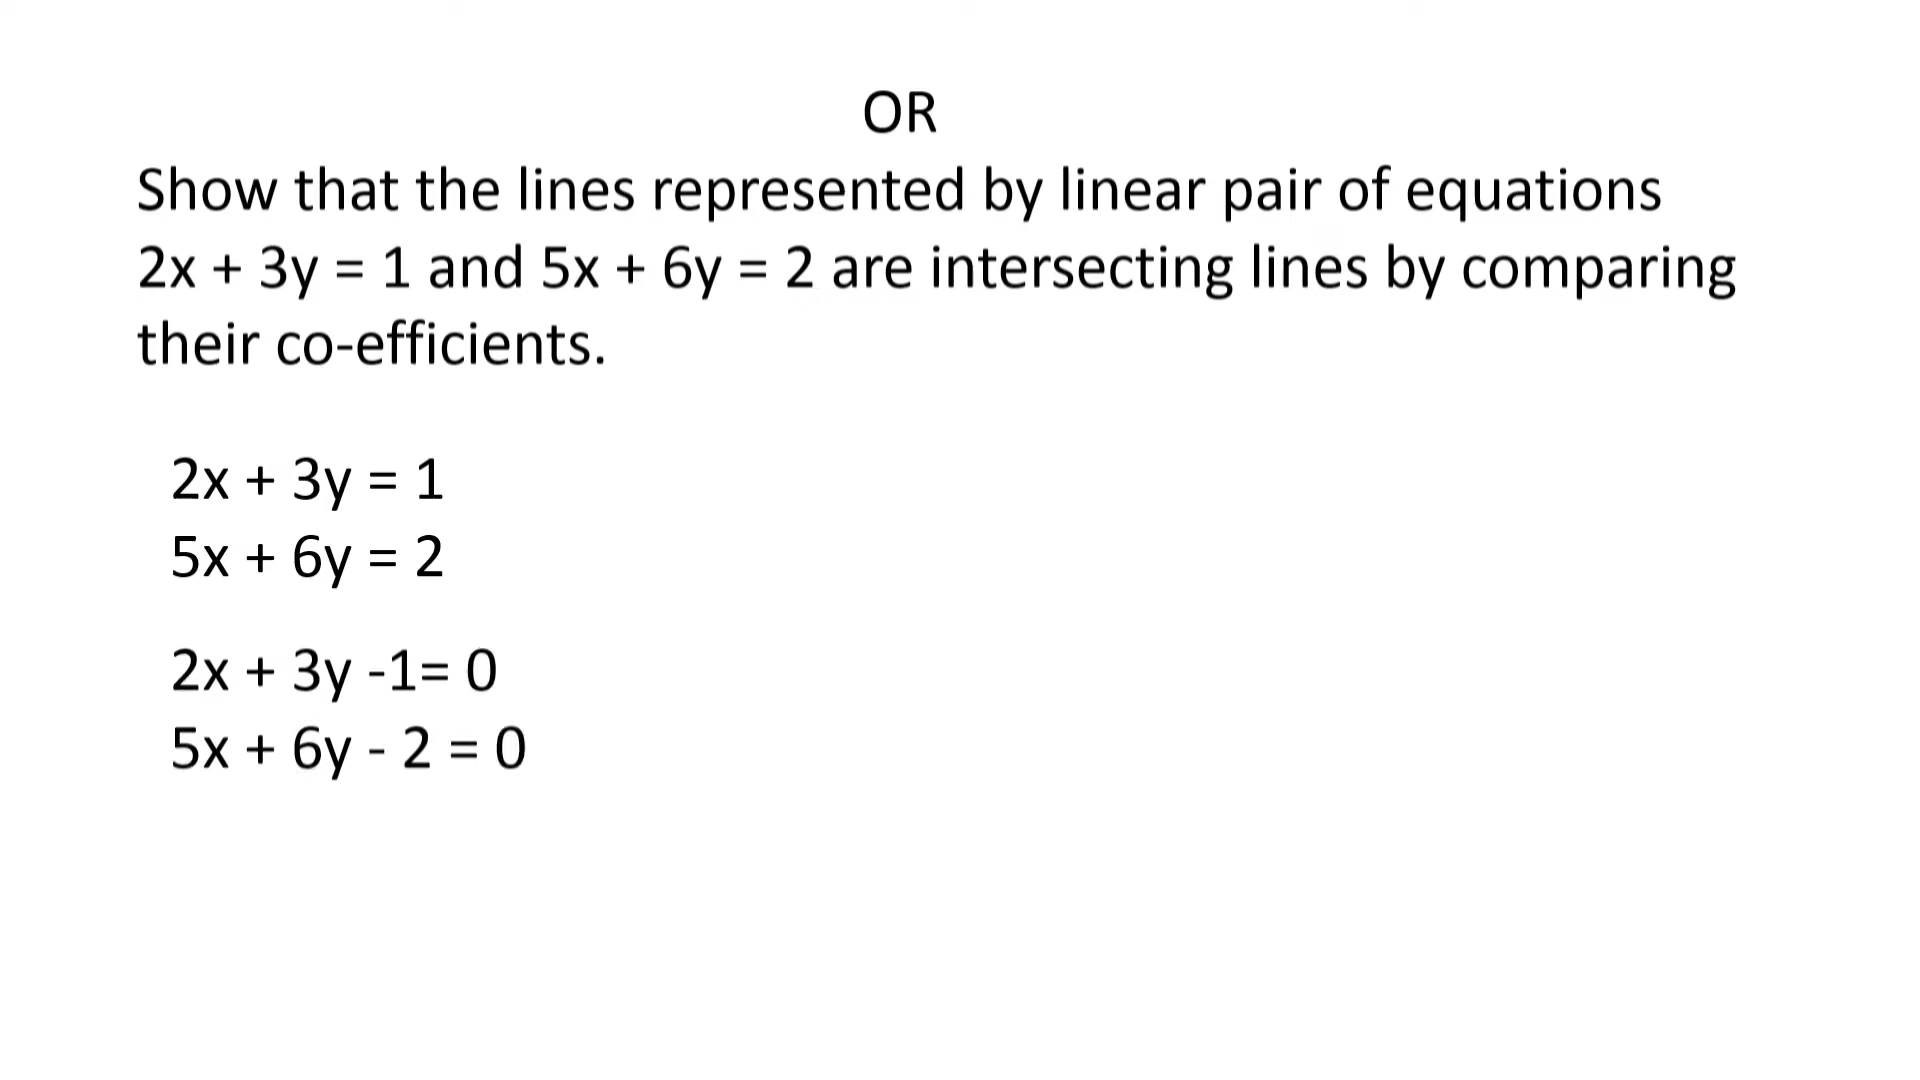 OR
Show that the lines represented by linear pair of equations
2x + 3y = 1 and 5x + 6y = 2 are intersecting lines by comparing
their co-efficients.
2x + 3y = 1
5x + 6y = 2
2x + 3y -1= 0
5x + 6y - 2 = 0